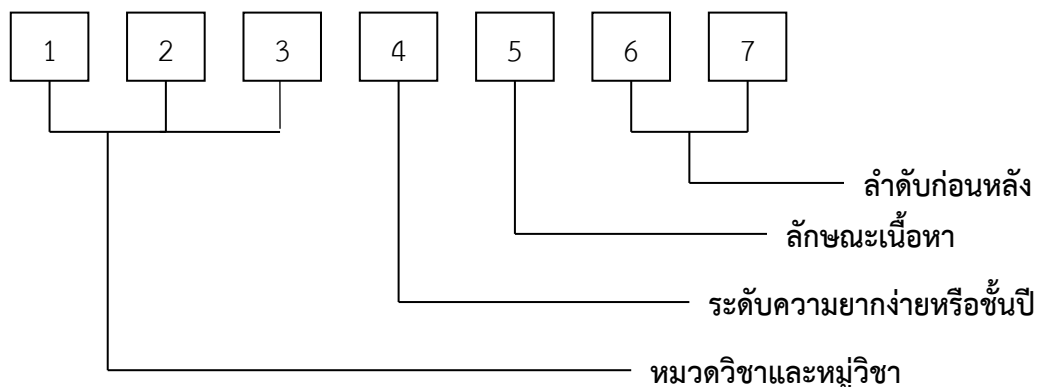 1 2 3 4 5 6 7
ลำดับก่อนหลัง
ลักษณะเนื้อหา
ระดับความยากง่ายหรือชั้นปี
หมวดวิชาและหมู่วิชา